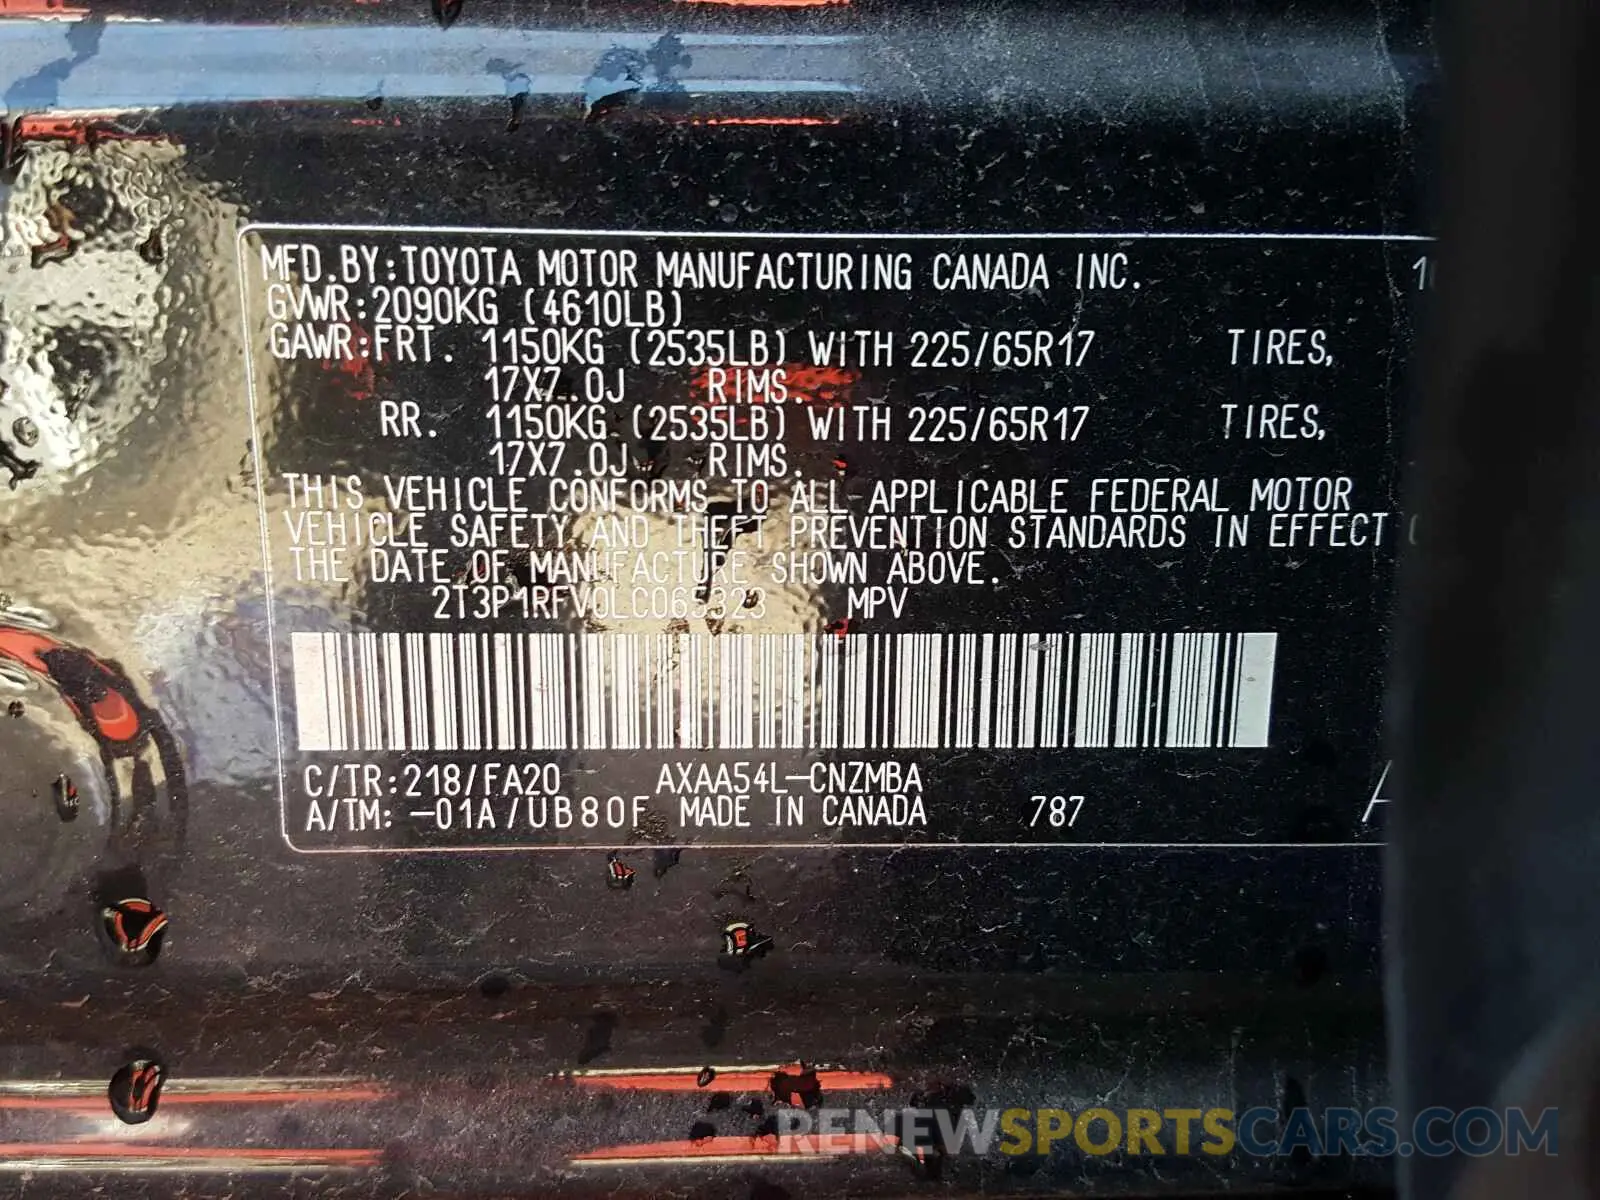 MFD.BY:TOYOTA MOTOR MANUFACTURING CANADA INC. 10
GVWR:2090KG (4610LB)
GAWR:FRT. 1150KG (2535LB) WITH 225/65R17 TIRES,
17X7.0J RIMS.
RR. 1150KG (2535LB) WITH 225/65R17 TIRES,
17X7.0J RIMS.
THIS VEHICLE CONFORMS TO ALL APPLICABLE FEDERAL MOTOR
VEHICLE SAFETY AND THEFT PREVENTION STANDARDS IN EFFECT
THE DATE OF MANUFACTURE SHOWN ABOVE.
2T3P1RFV0LC065323 MPV
C/TR:218/FA20 AXAA54L-CNZMBA
A/TM: -01A/UB80F MADE IN CANADA 787 A
RENEWSPORTSCARS.COM